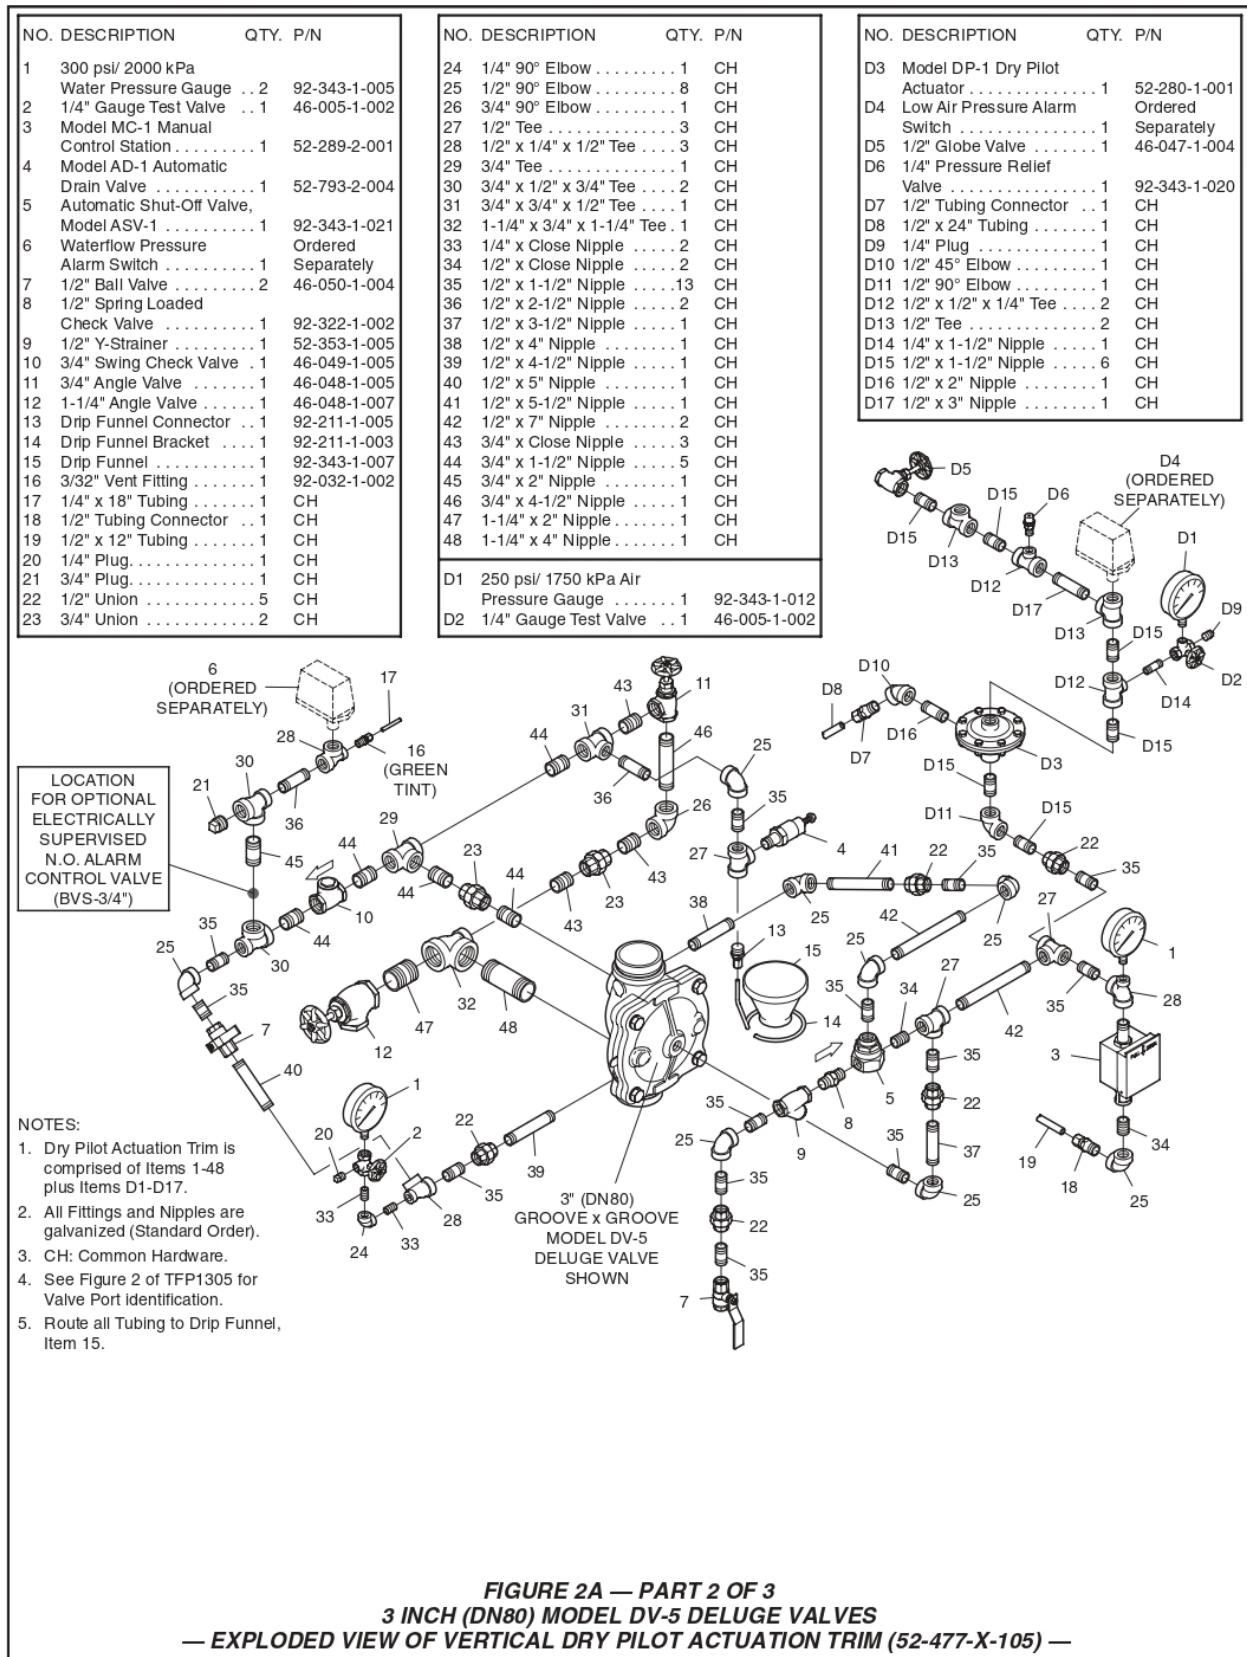 NO. DESCRIPTION QTY. P/N
1 300 psi/ 2000 kPa
Water Pressure Gauge . . 2 92-343-1-005
2 1/4" Gauge Test Valve . . 1 46-005-1-002
3 Model MC-1 Manual
Control Station . . . . . . . . . 1 52-289-2-001
4 Model AD-1 Automatic
Drain Valve . . . . . . . . . . . 1 52-793-2-004
5 Automatic Shut-Off Valve,
Model ASV-1 . . . . . . . . . . 1 92-343-1-021
6 Waterflow Pressure Ordered
Alarm Switch . . . . . . . . . . 1 Separately
7 1/2" Ball Valve . . . . . . . . . 2 46-050-1-004
8 1/2" Spring Loaded
Check Valve . . . . . . . . . . 1 92-322-1-002
9 1/2" Y-Strainer . . . . . . . . . 1 52-353-1-005
10 3/4" Swing Check Valve . 1 46-049-1-005
11 3/4" Angle Valve . . . . . . . 1 46-048-1-005
12 1-1/4" Angle Valve . . . . . . 1 46-048-1-007
13 Drip Funnel Connector . . 1 92-211-1-005
14 Drip Funnel Bracket . . . . 1 92-211-1-003
15 Drip Funnel . . . . . . . . . . . 1 92-343-1-007
16 3/32" Vent Fitting . . . . . . . 1 92-032-1-002
17 1/4" x 18" Tubing . . . . . . . 1 CH
18 1/2" Tubing Connector . . 1 CH
19 1/2" x 12" Tubing . . . . . . . 1 CH
20 1/4" Plug. . . . . . . . . . . . . 1 CH
21 3/4" Plug. . . . . . . . . . . . . 1 CH
22 1/2" Union . . . . . . . . . . . . 5 CH
23 3/4" Union . . . . . . . . . . . . 2 CH
NO. DESCRIPTION QTY. P/N
24 1/4" 90° Elbow . . . . . . . . . 1 CH
25 1/2" 90° Elbow . . . . . . . . . 8 CH
26 3/4" 90° Elbow . . . . . . . . . 1 CH
27 1/2" Tee . . . . . . . . . . . . . . 3 CH
28 1/2" x 1/4" x 1/2" Tee . . . . 3 CH
29 3/4" Tee . . . . . . . . . . . . . . 1 CH
30 3/4" x 1/2" x 3/4" Tee . . . . 2 CH
31 3/4" x 3/4" x 1/2" Tee . . . . 1 CH
32 1-1/4" x 3/4" x 1-1/4" Tee . 1 CH
33 1/4" x Close Nipple . . . . . 2 CH
34 1/2" x Close Nipple . . . . . 2 CH
35 1/2" x 1-1/2" Nipple . . . . .13 CH
36 1/2" x 2-1/2" Nipple . . . . . 2 CH
37 1/2" x 3-1/2" Nipple . . . . . 1 CH
38 1/2" x 4" Nipple . . . . . . . . 1 CH
39 1/2" x 4-1/2" Nipple . . . . . 1 CH
40 1/2" x 5" Nipple . . . . . . . . 1 CH
41 1/2" x 5-1/2" Nipple . . . . . 1 CH
42 1/2" x 7" Nipple . . . . . . . . 2 CH
43 3/4" x Close Nipple . . . . . 3 CH
44 3/4" x 1-1/2" Nipple . . . . . 5 CH
45 3/4" x 2" Nipple . . . . . . . . 1 CH
46 3/4" x 4-1/2" Nipple . . . . . 1 CH
47 1-1/4" x 2" Nipple . . . . . . . 1 CH
48 1-1/4" x 4" Nipple . . . . . . . 1 CH
D1 250 psi/ 1750 kPa Air
Pressure Gauge . . . . . . . 1 92-343-1-012
D2 1/4" Gauge Test Valve . . 1 46-005-1-002
NO. DESCRIPTION QTY. P/N
D3 Model DP-1 Dry Pilot
Actuator . . . . . . . . . . . . . 1 52-280-1-001
D4 Low Air Pressure Alarm Ordered
Switch . . . . . . . . . . . . . . . 1 Separately
D5 1/2" Globe Valve . . . . . . . 1 46-047-1-004
D6 1/4" Pressure Relief
Valve . . . . . . . . . . . . . . . . 1 92-343-1-020
D7 1/2" Tubing Connector . . 1 CH
D8 1/2" x 24" Tubing . . . . . . . 1 CH
D9 1/4" Plug . . . . . . . . . . . . . 1 CH
D10 1/2" 45° Elbow . . . . . . . . . 1 CH
D11 1/2" 90° Elbow . . . . . . . . . 1 CH
D12 1/2" x 1/2" x 1/4" Tee . . . . 2 CH
D13 1/2" Tee . . . . . . . . . . . . . . 2 CH
D14 1/4" x 1-1/2" Nipple . . . . . 1 CH
D15 1/2" x 1-1/2" Nipple . . . . . 6 CH
D16 1/2" x 2" Nipple . . . . . . . . 1 CH
D17 1/2" x 3" Nipple . . . . . . . . 1 CH
D5
D4
(ORDERED
SEPARATELY)
D15 D6
D15
D13
D1
D12
D17
D9
D13
D15
D12
D14
D2
D15
D10
D8
D7
D16
D3
D15
D11
D15
6
(ORDERED
SEPARATELY)
17
28
16
(GREEN
TINT)
30
21
36
45
LOCATION
FOR OPTIONAL
ELECTRICALLY
SUPERVISED
N.O. ALARM
CONTROL VALVE
(BVS-3/4")
43 11
31
44
46
25
36
35
26
29
44
23
44
44
43
23
43
27
4
10
44
35
25
30
35
7
40
32
47
48
12
38
25
41
22
35
25
42
22
35
27
1
35
28
42
13
15
14
25
35
34
27
5
8
9
35
22
37
35
25
3
34
25
19
18
1
20
2
33
24
33
28
35
22
39
35
25
35
22
35
7
3" (DN80)
GROOVE x GROOVE
MODEL DV-5
DELUGE VALVE
SHOWN
NOTES:
1. Dry Pilot Actuation Trim is
comprised of Items 1-48
plus Items D1-D17.
2. All Fittings and Nipples are
galvanized (Standard Order).
3. CH: Common Hardware.
4. See Figure 2 of TFP1305 for
Valve Port identification.
5. Route all Tubing to Drip Funnel,
Item 15.
FIGURE 2A — PART 2 OF 3
3 INCH (DN80) MODEL DV-5 DELUGE VALVES
— EXPLODED VIEW OF VERTICAL DRY PILOT ACTUATION TRIM (52-477-X-105) —